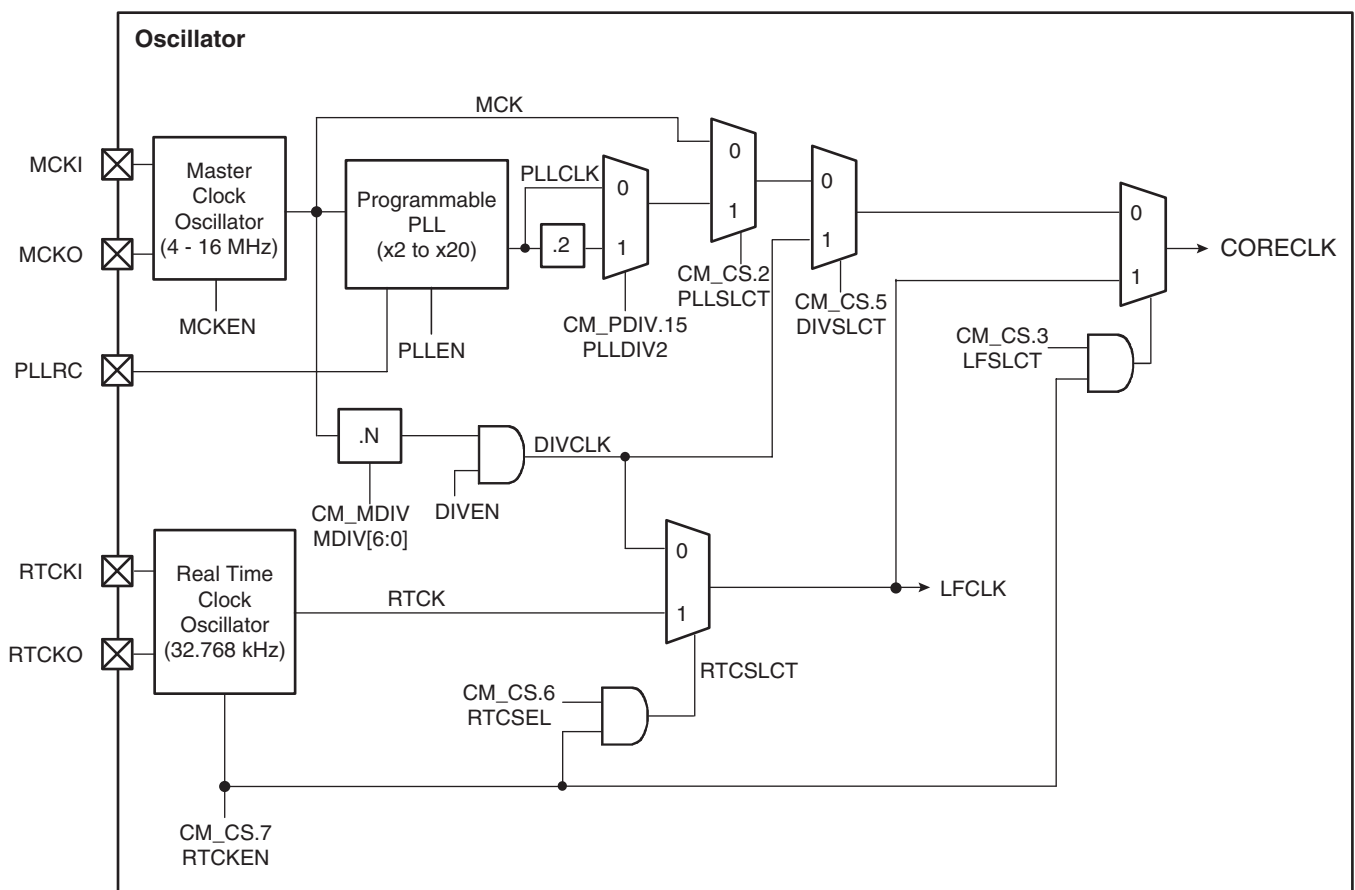 Oscillator
MCK
MCKI
Master
Clock
Oscillator
(4 - 16 MHz)
MCKO
MCKEN
Programmable
PLL
(x2 to x20)
PLLCLK
.2
0
1
CM_PDIV.15
PLLDIV2
0
1
CM_CS.2
PLLSLCT
0
1
CM_CS.5
DIVSLCT
0
1
CORECLK
CM_CS.3
LFSLCT
PLLRC
PLLEN
.N
CM_MDIV
MDIV[6:0]
DIVEN
DIVCLK
RTCKI
Real Time
Clock
Oscillator
(32.768 kHz)
RTCKO
RTCK
0
1
LFCLK
RTCSLCT
CM_CS.6
RTCSEL
CM_CS.7
RTCKEN